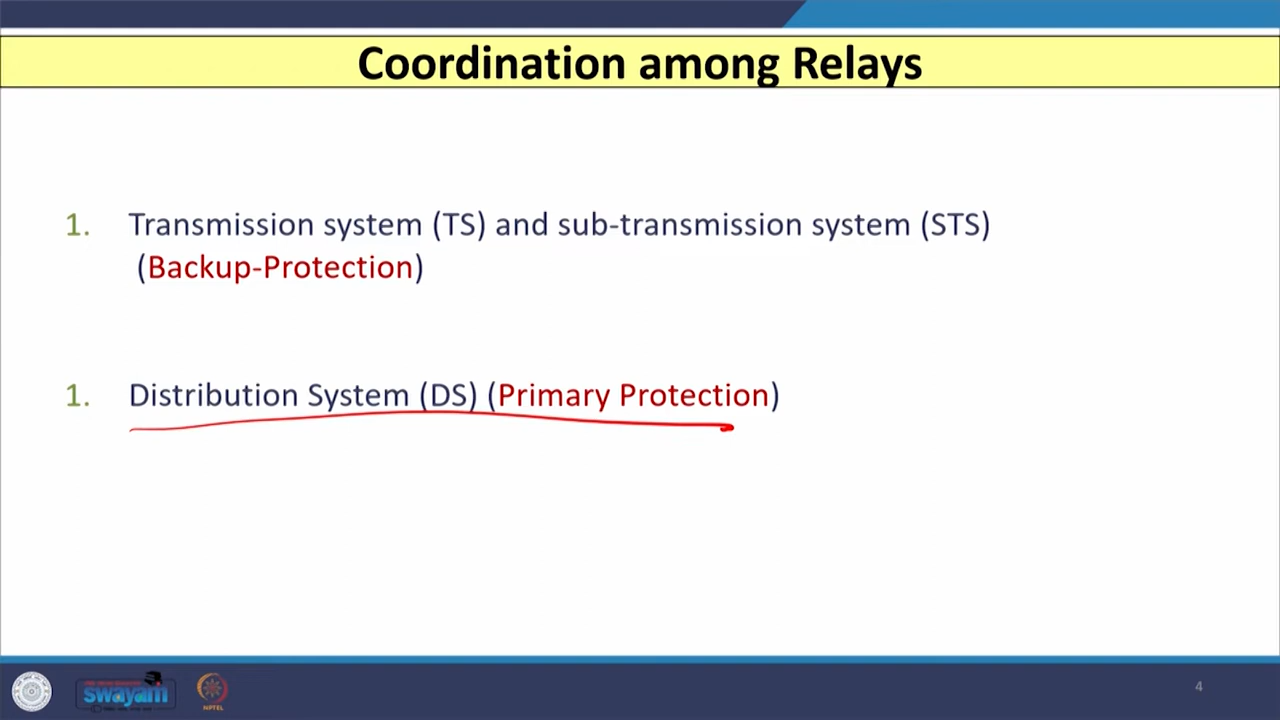 Coordination among Relays
1. Transmission system (TS) and sub-transmission system (STS)
(Backup-Protection)
1. Distribution System (DS) (Primary Protection)
swayam
NPTEL
4